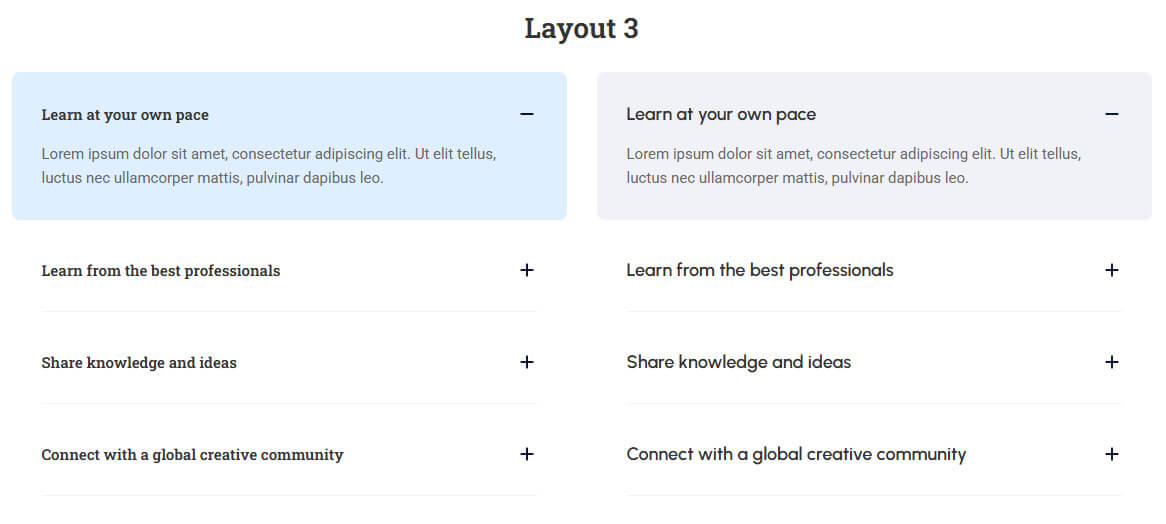 Layout 3
Learn at your own pace
Lorem ipsum dolor sit amet, consectetur adipiscing elit. Ut elit tellus,
luctus nec ullamcorper mattis, pulvinar dapibus leo.
Learn from the best professionals
Share knowledge and ideas
Connect with a global creative community
Learn at your own pace
Lorem ipsum dolor sit amet, consectetur adipiscing elit. Ut elit tellus,
luctus nec ullamcorper mattis, pulvinar dapibus leo.
Learn from the best professionals
Share knowledge and ideas
Connect with a global creative community